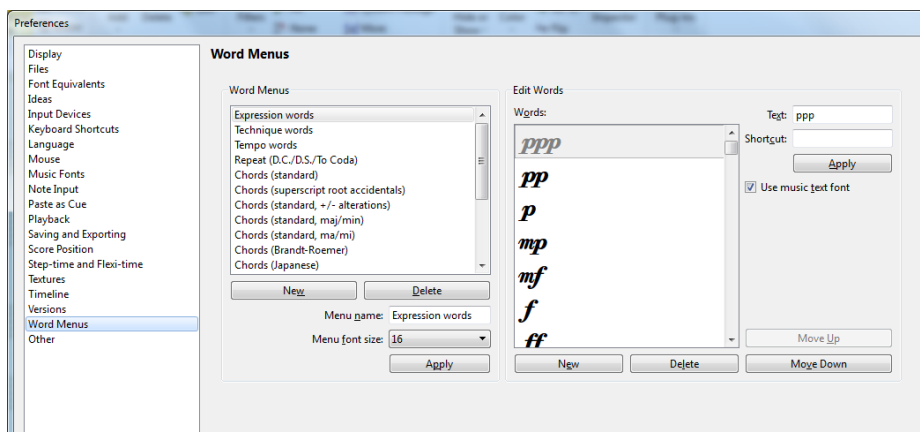 Preferences
Display
Files
Font Equivalents
Ideas
Input Devices
Keyboard Shortcuts
Language
Mouse
Music Fonts
Note Input
Paste as Cue
Playback
Saving and Exporting
Score Position
Step-time and Flexi-time
Textures
Timeline
Versions
Word Menus
Other
Word Menus
Word Menus
Expression words
Technique words
Tempo words
Repeat (D.C./D.S./To Coda)
Chords (standard)
Chords (superscript root accidentals)
Chords (standard, +/- alterations)
Chords (standard, maj/min)
Chords (standard, ma/mi)
Chords (Brandt-Roemer)
Chords (Japanese)
New
Delete
Menu name: Expression words
Menu font size: 16
Apply
Edit Words
Words:
ppp
pp
p
mp
mf
f
ff
New
Delete
Text: ppp
Shortcut:
Apply
Use music text font
Move Up
Move Down